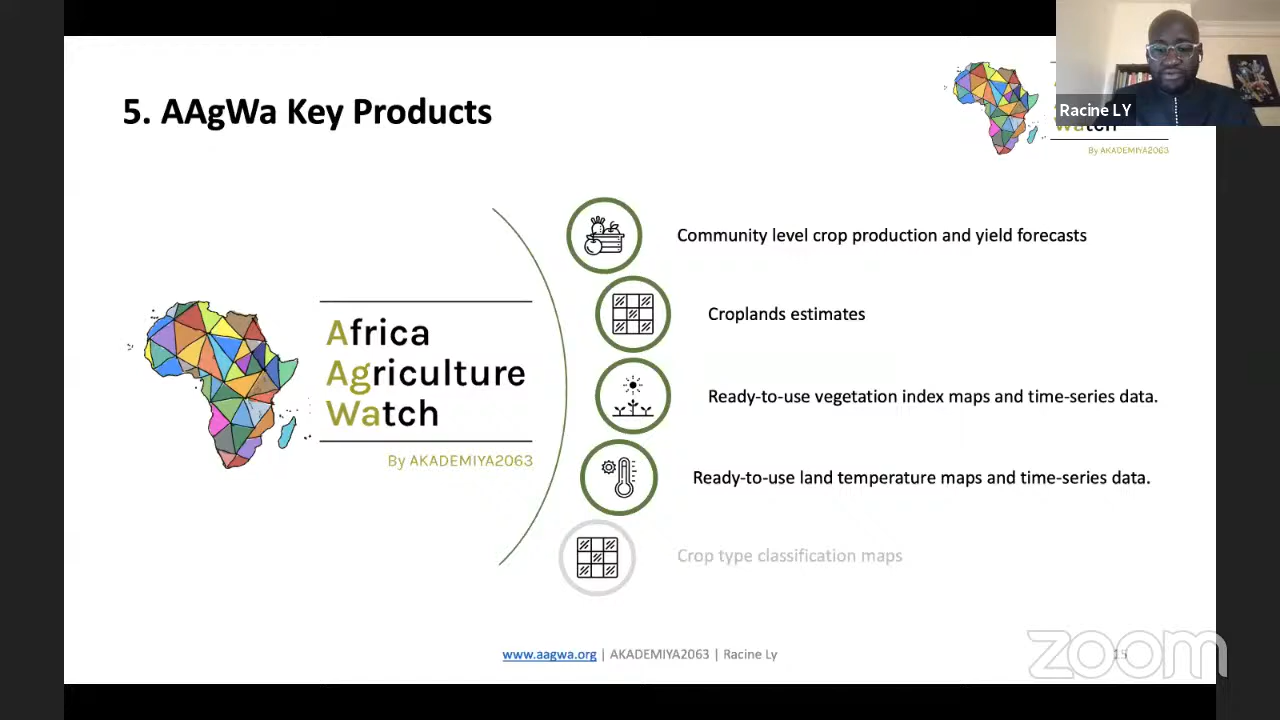 5. AAgWa Key Products
Racine LY
Watch
By AKADEMIYA2063
Africa
Agriculture
Watch
By AKADEMIYA2063
Community level crop production and yield forecasts
Croplands estimates
Ready-to-use vegetation index maps and time-series data.
Ready-to-use land temperature maps and time-series data.
Crop type classification maps
www.aagwa.org | AKADEMIYA2063 | Racine Ly
15
zoom